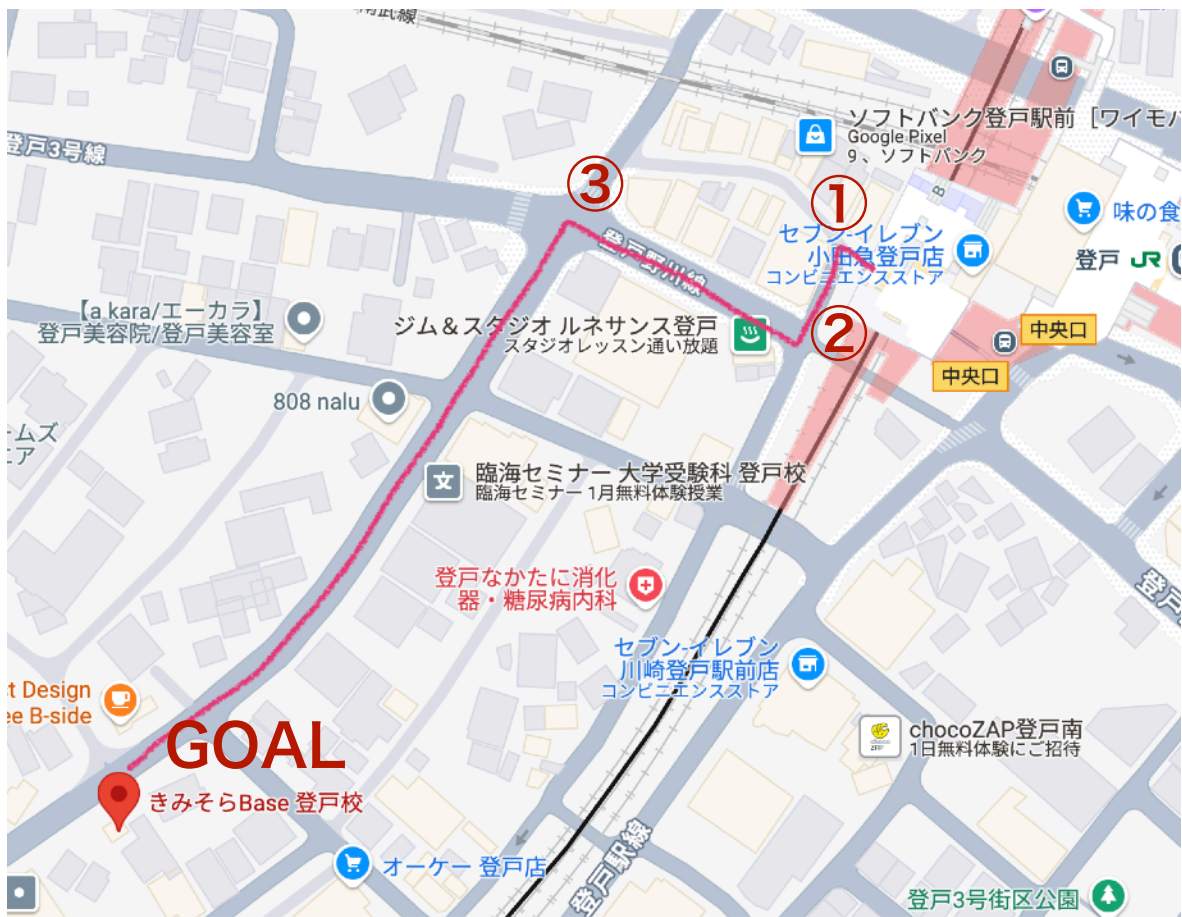 南武線
ソフトバンク登戸駅前［ワイモバ
Google Pixel
9、ソフトバンク
登戸3号線
③
①
味の食
セブン-イレブン
小田急登戸店
コンビニエンスストア
登戸野川線
登戸 JR
【a kara/エーカラ】
登戸美容院/登戸美容室
ジム＆スタジオ ルネサンス登戸
スタジオレッスン通い放題
②
中央口
中央口
808 nalu
ームズ
ニア
臨海セミナー 大学受験科 登戸校
臨海セミナー 1月無料体験授業
文
登戸なかたに消化
器・糖尿病内科
登戸
セブン-イレブン
川崎登戸駅前店
コンビニエンスストア
ct Design
ee B-side
GOAL
chocoZAP登戸南
1日無料体験にご招待
きみそらBase 登戸校
オーケー 登戸店
登戸駅線
登戸3号街区公園